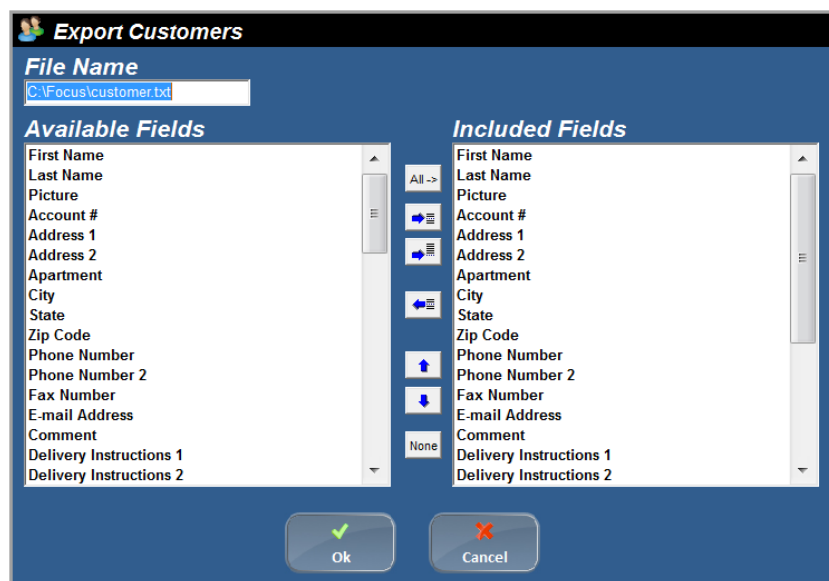 Export Customers
File Name
C:\Focus\customer.txt
Available Fields
First Name
Last Name
Picture
Account #
Address 1
Address 2
Apartment
City
State
Zip Code
Phone Number
Phone Number 2
Fax Number
E-mail Address
Comment
Delivery Instructions 1
Delivery Instructions 2
All ->
None
Included Fields
First Name
Last Name
Picture
Account #
Address 1
Address 2
Apartment
City
State
Zip Code
Phone Number
Phone Number 2
Fax Number
E-mail Address
Comment
Delivery Instructions 1
Delivery Instructions 2
Ok
Cancel